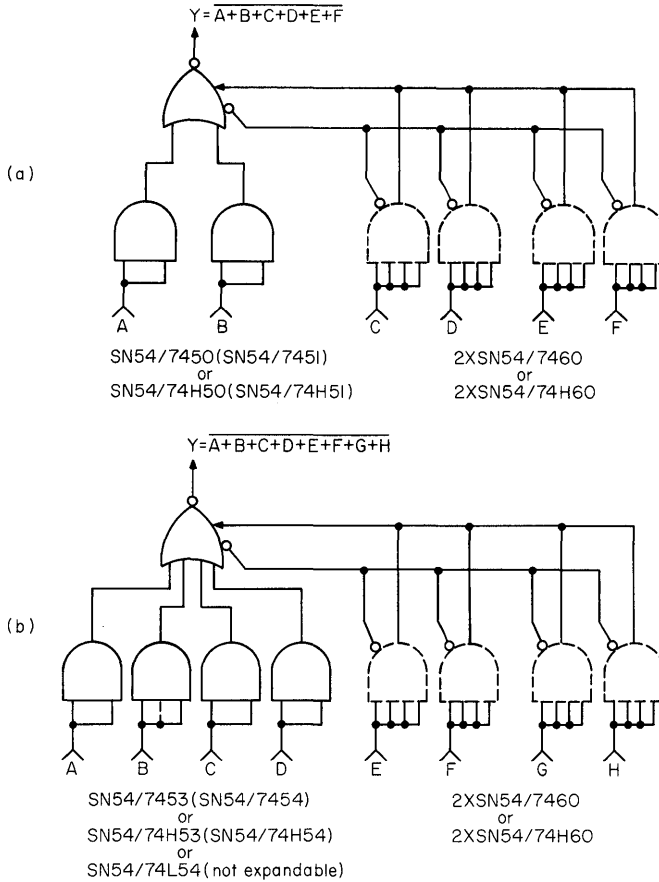 Y=A+B+C+D+E+F
(a)
A B C D E F
SN54/7450(SN54/7451)
or
SN54/74H50(SN54/74H51)
2XSN54/7460
or
2XSN54/74H60
Y=A+B+C+D+E+F+G+H
(b)
A B C D E F G H
SN54/7453(SN54/7454)
or
SN54/74H53(SN54/74H54)
or
SN54/74L54(not expandable)
2XSN54/7460
or
2XSN54/74H60